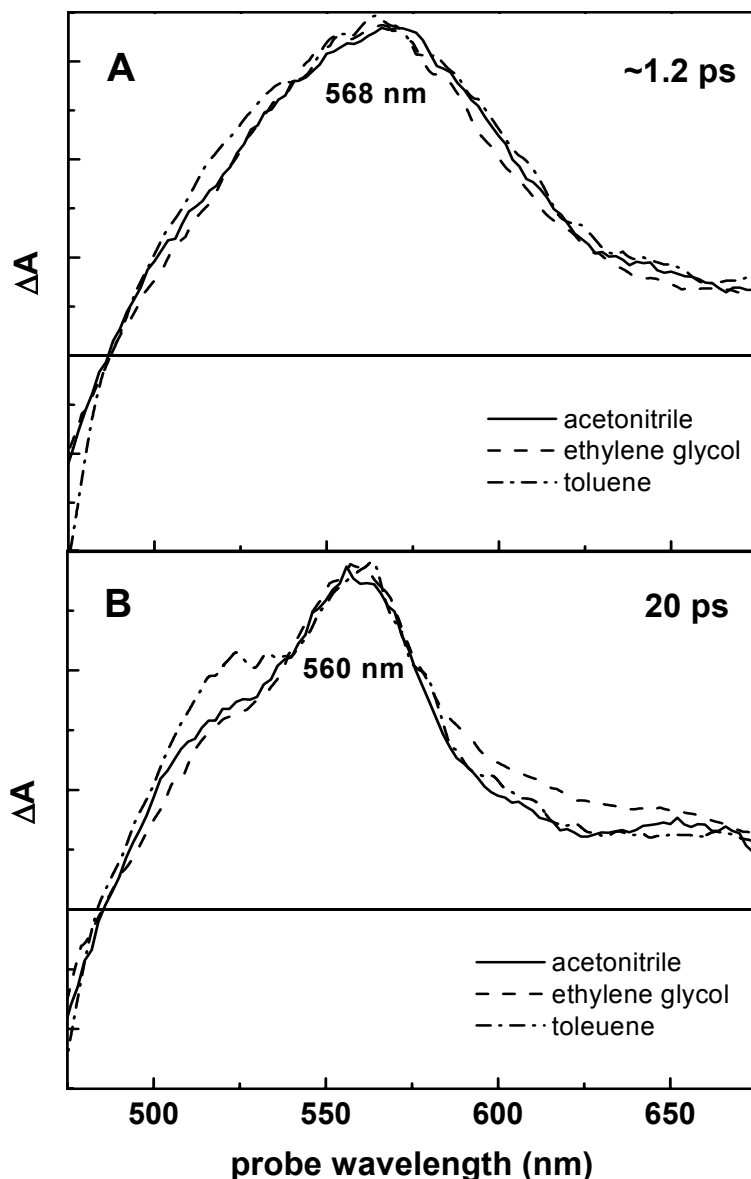 A
~1.2 ps
568 nm
ΔA
acetonitrile
ethylene glycol
toluene
B
20 ps
560 nm
ΔA
acetonitrile
ethylene glycol
toleuene
500 550 600 650
probe wavelength (nm)